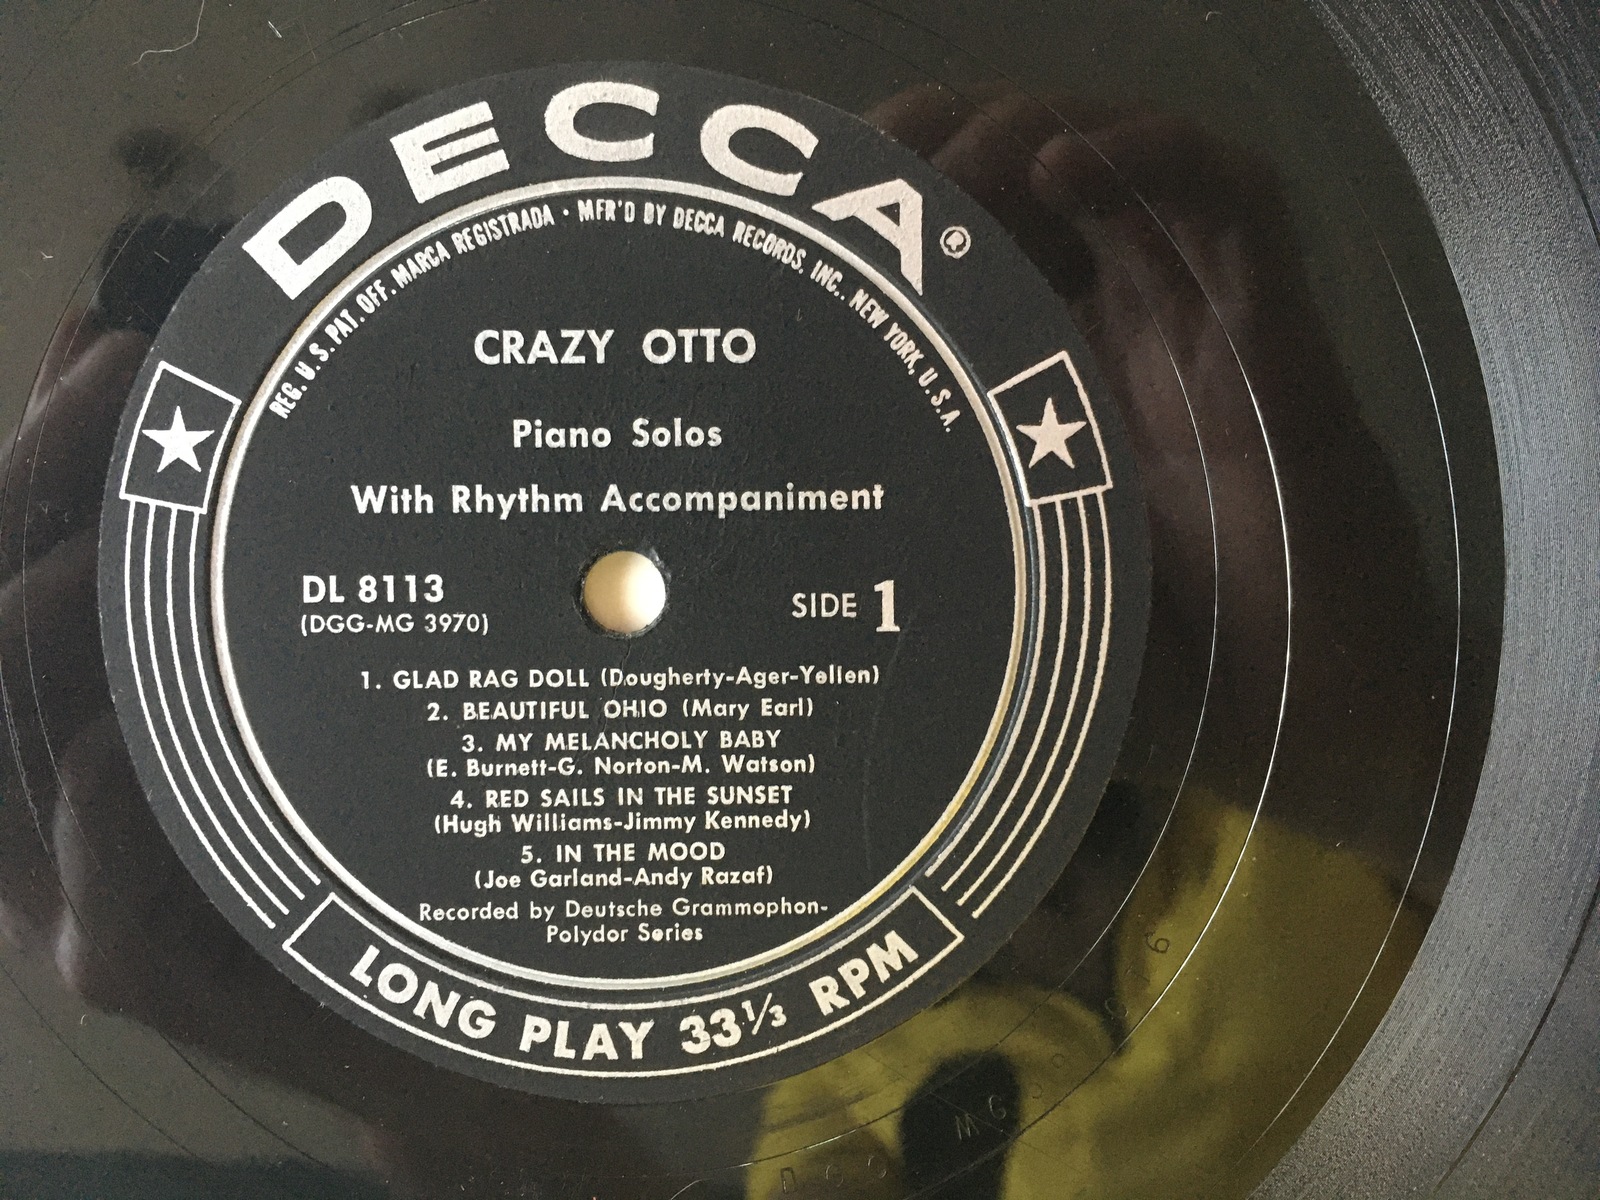 DECCA®
REG. U.S. PAT. OFF. MARCA REGISTRADA · MFR'D BY DECCA RECORDS, INC., NEW YORK, U.S.A.
CRAZY OTTO
Piano Solos
With Rhythm Accompaniment
DL 8113
(DGG-MG 3970)
SIDE 1
1. GLAD RAG DOLL (Dougherty-Ager-Yellen)
2. BEAUTIFUL OHIO (Mary Earl)
3. MY MELANCHOLY BABY
(E. Burnett-G. Norton-M. Watson)
4. RED SAILS IN THE SUNSET
(Hugh Williams-Jimmy Kennedy)
5. IN THE MOOD
(Joe Garland-Andy Razaf)
Recorded by Deutsche Grammophon-
Polydor Series
LONG PLAY 33⅓ RPM